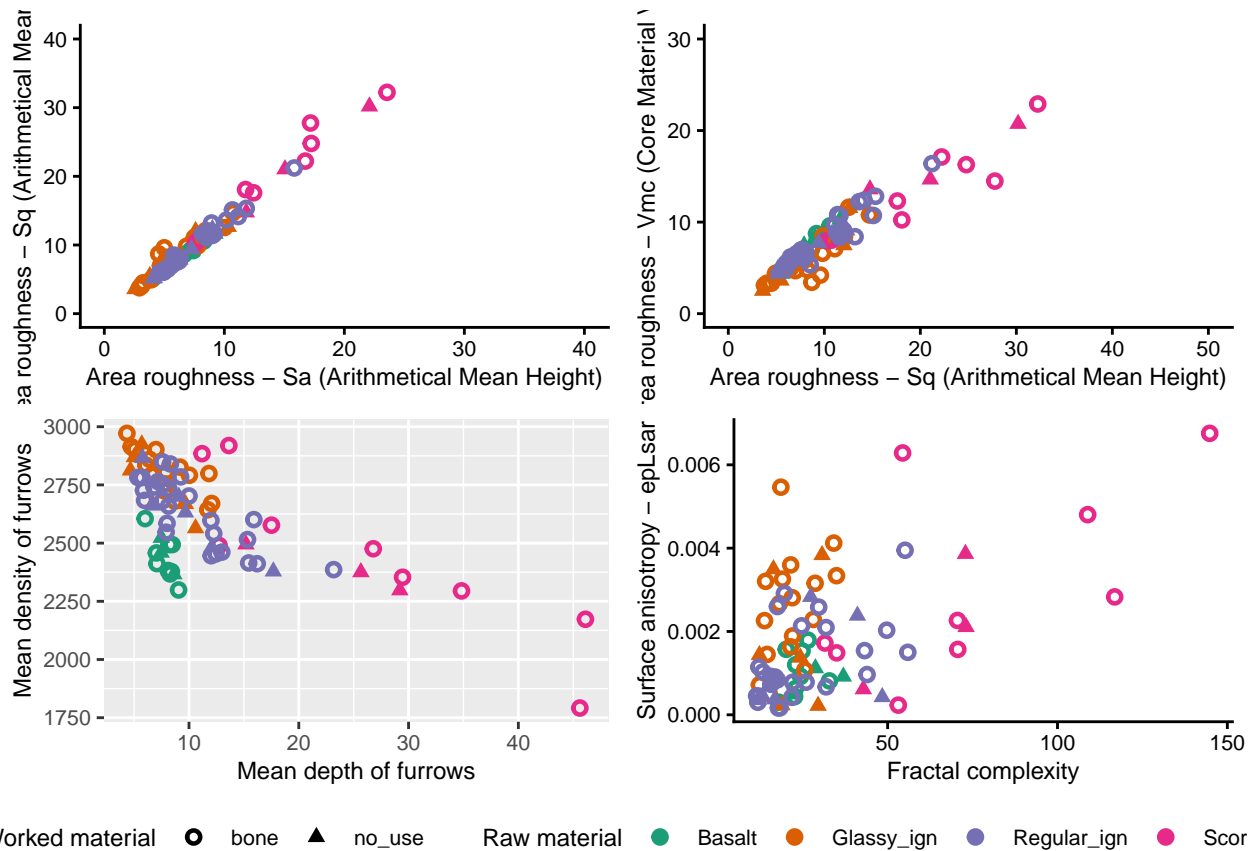 40
30
20
10
0
0 10 20 30 40
Area roughness – Sa (Arithmetical Mean Height)
ea roughness – Sq (Arithmetical Mear
30
20
10
0
0 10 20 30 40 50
Area roughness – Sq (Arithmetical Mean Height)
ea roughness – Vmc (Core Material
3000
2750
2500
2250
2000
1750
10 20 30 40
Mean depth of furrows
Mean density of furrows
0.006
0.004
0.002
0.000
50 100 150
Fractal complexity
Surface anisotropy – epLsar
Worked material bone no_use Raw material Basalt Glassy_ign Regular_ign Scor